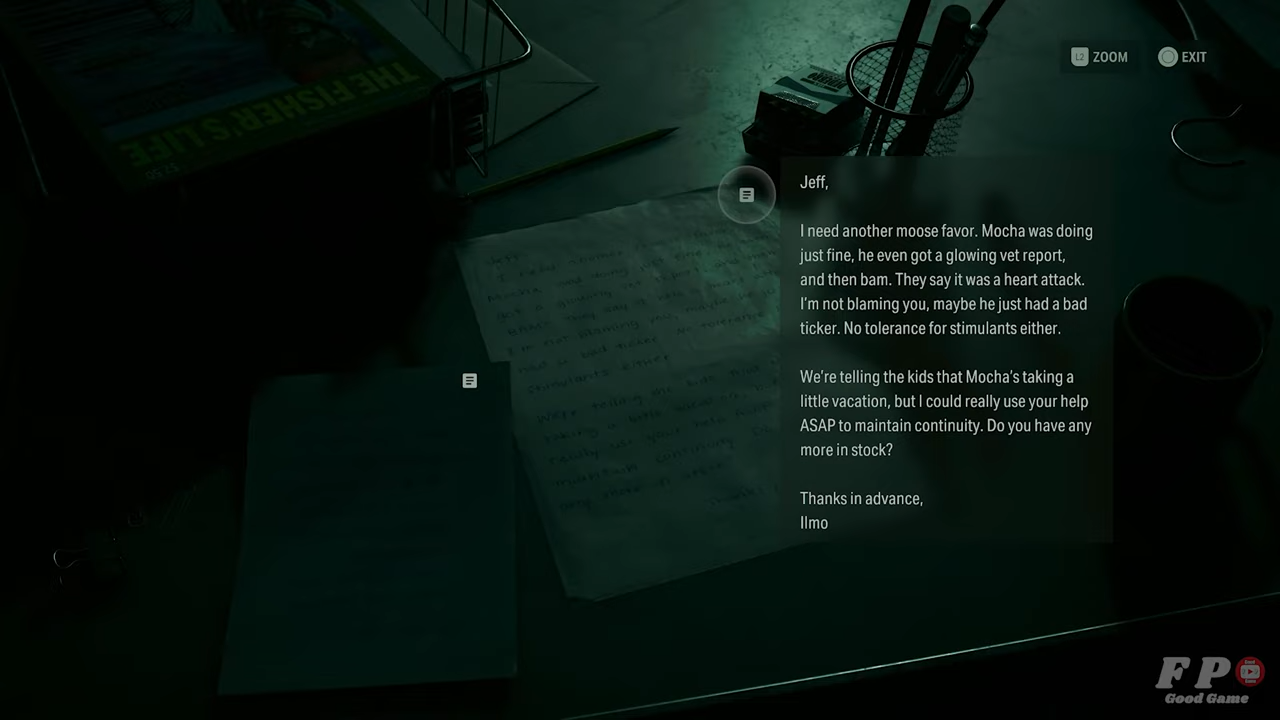 THE FISHER'S LIFE
L2 ZOOM
EXIT
Jeff,
I need another moose favor. Mocha was doing
just fine, he even got a glowing vet report,
and then bam. They say it was a heart attack.
I'm not blaming you, maybe he just had a bad
ticker. No tolerance for stimulants either.
We're telling the kids that Mocha's taking a
little vacation, but I could really use your help
ASAP to maintain continuity. Do you have any
more in stock?
Thanks in advance,
Ilmo
FP
Good Game